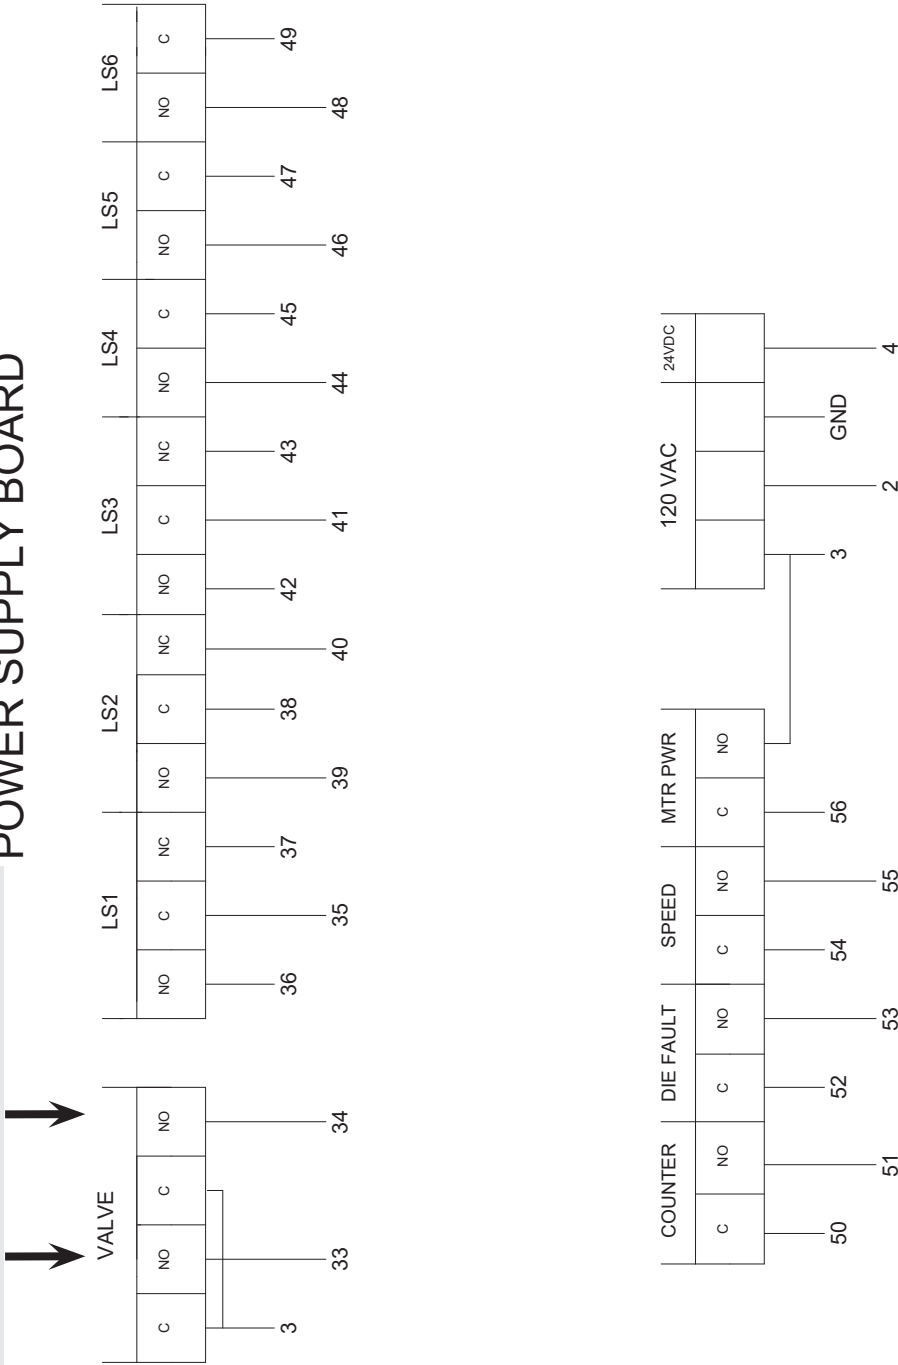 POWER SUPPLY BOARD
VALVE LS1 LS2 LS3 LS4 LS5 LS6
C NO C NO NO C NC NO C NC NO C NC NO C NO C NO C
3 36 37 38 42 43 45 47 49
33 34 35 39 40 41 44 46 48
COUNTER DIE FAULT SPEED MTR PWR 120 VAC 24VDC
C NO C NO C NO C NO
50 52 54 56 3 GND
51 53 55 2 4